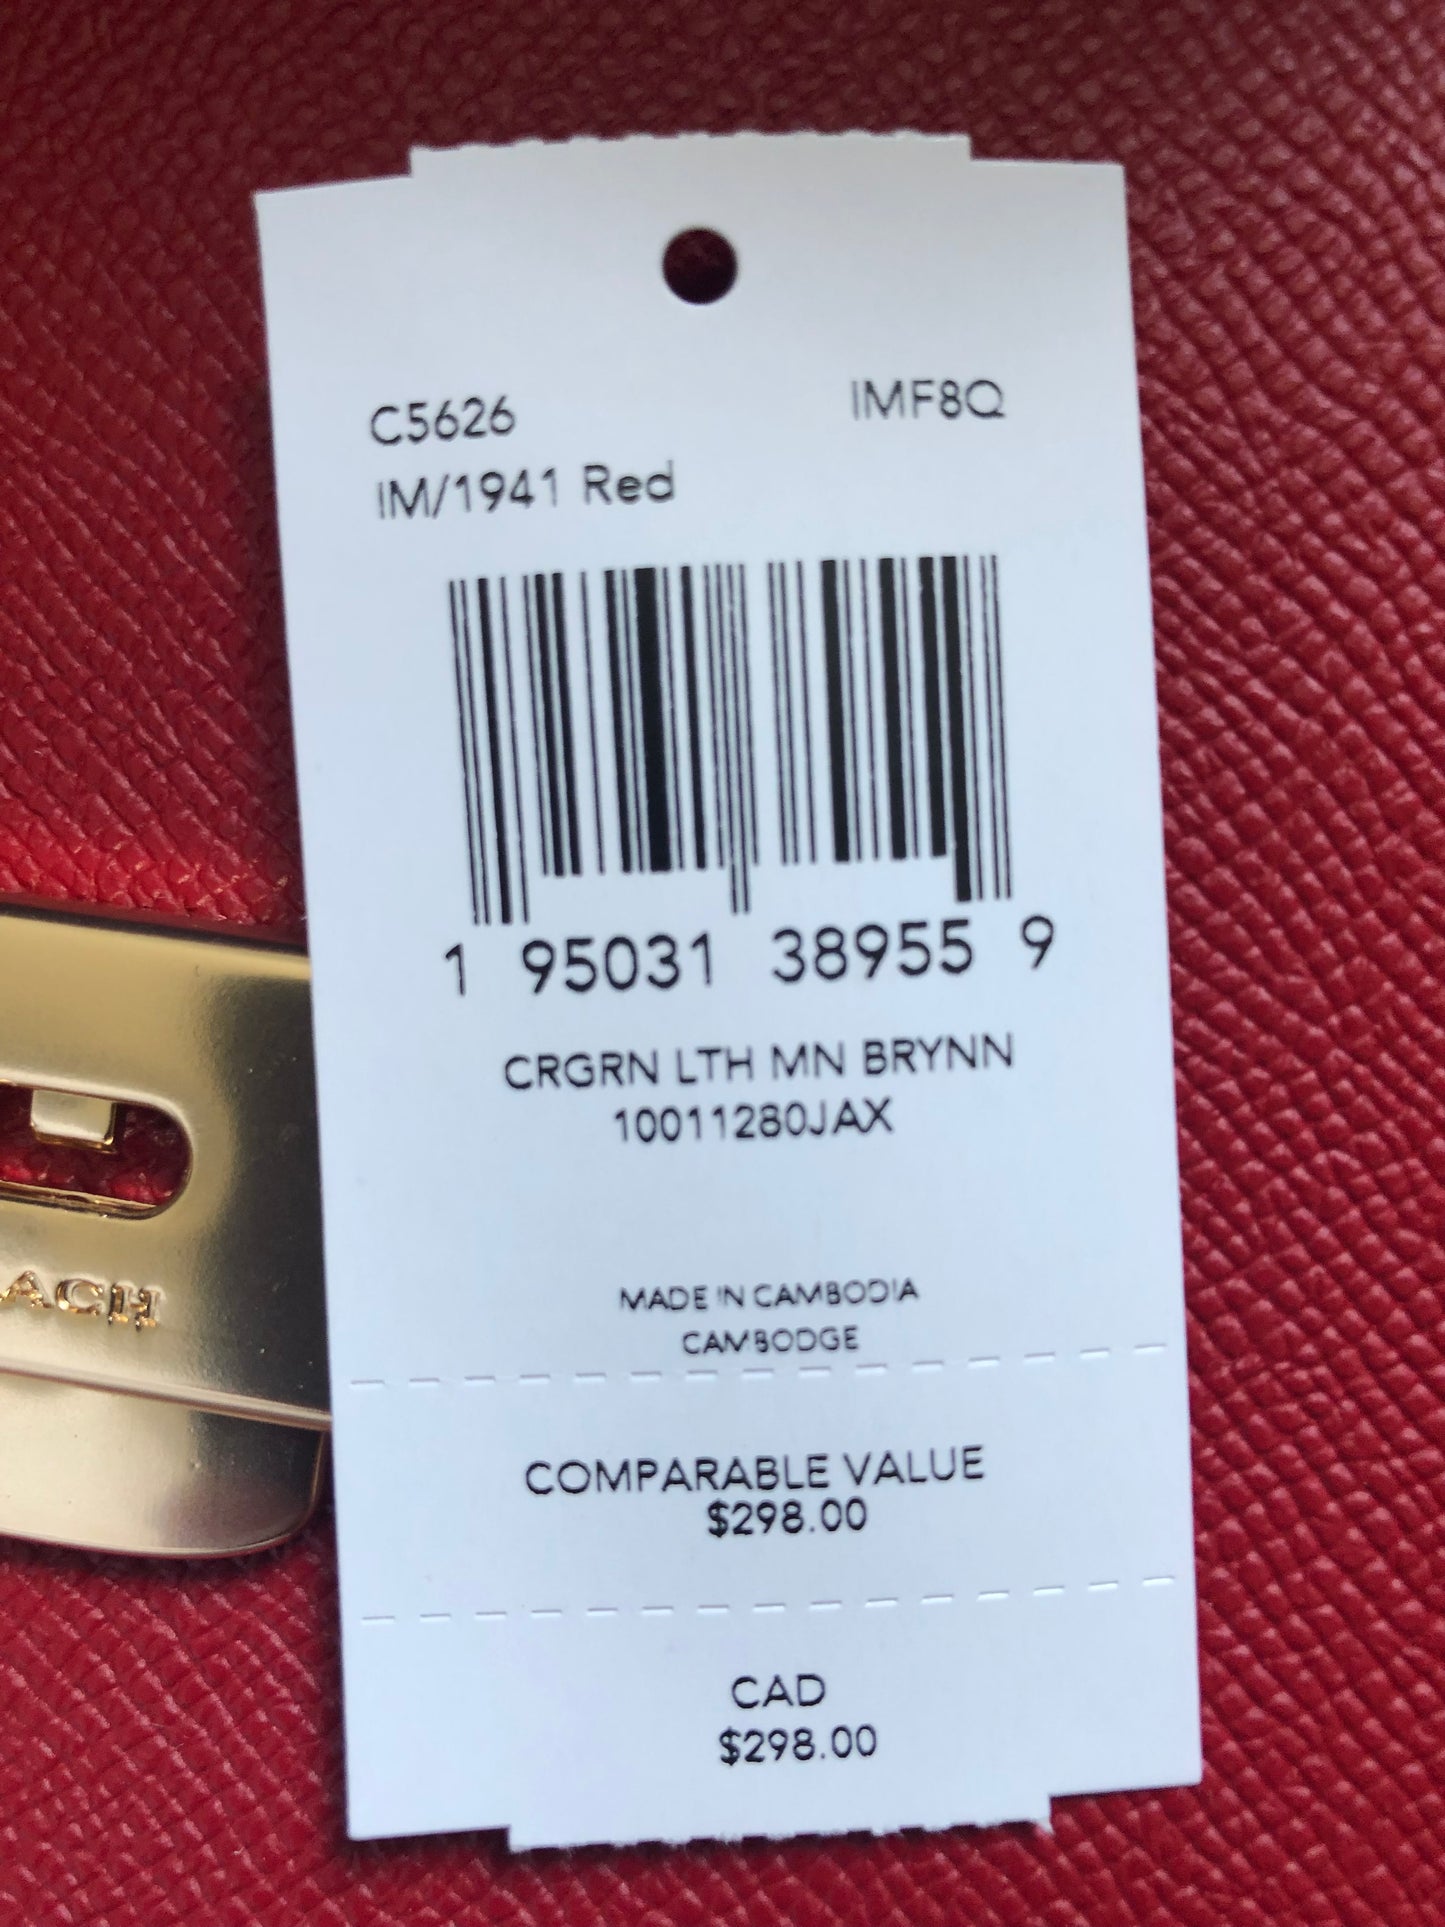 C5626 IMF8Q
IM/1941 Red
1 95031 38955 9
CRGRN LTH MN BRYNN
10011280JAX
MADE IN CAMBODIA
CAMBODGE
ACH
COMPARABLE VALUE
$298.00
CAD
$298.00